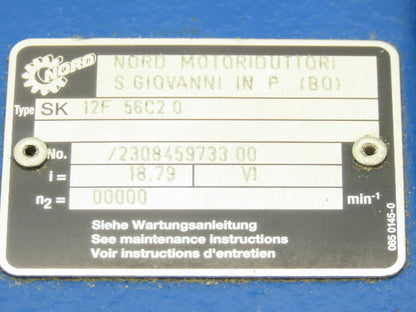 NORD
NORD MOTORIDUTTORI
S.GIOVANNI IN P. (BO)
Type SK 12F 56C2.0
No. /2308459733 00
i = 18.79 V1
n2 = 00000 min-1
Siehe Wartungsanleitung
See maintenance instructions
Voir instructions d'entretien
085 0145-0